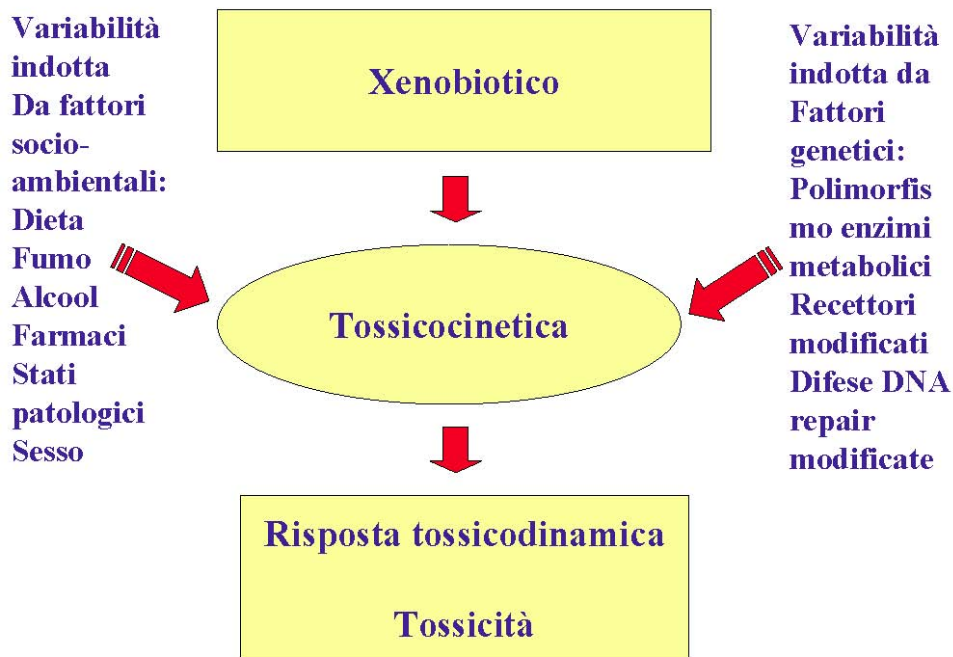 Variabilità
indotta
Da fattori
socio-
ambientali:
Dieta
Fumo
Alcool
Farmaci
Stati
patologici
Sesso
Xenobiotico
Tossicocinetica
Risposta tossicodinamica
Tossicità
Variabilità
indotta da
Fattori
genetici:
Polimorfis
mo enzimi
metabolici
Recettori
modificati
Difese DNA
repair
modificate